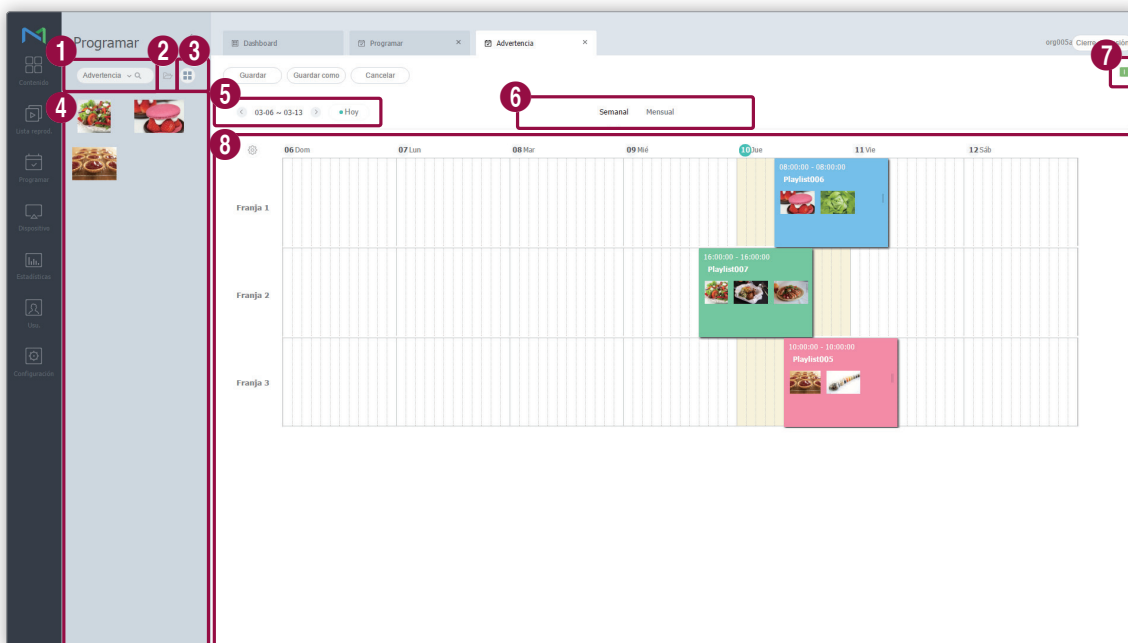 Programar
Dashboard
Programar
Advertencia
org005a
Cierre
1
2
3
7
Advertencia
Guardar
Guardar como
Cancelar
Contenido
4
5
03-06 ~ 03-13
Hoy
6
Semanal
Mensual
Lista reprod.
8
06 Dom
07 Lun
08 Mar
09 Mié
10 Jue
11 Vie
12 Sáb
08:00:00 - 08:00:00
Playlist006
Programar
Franja 1
Dispositivo
16:00:00 - 16:00:00
Playlist007
Estadísticas
Franja 2
Uso.
10:00:00 - 10:00:00
Playlist005
Configuración
Franja 3